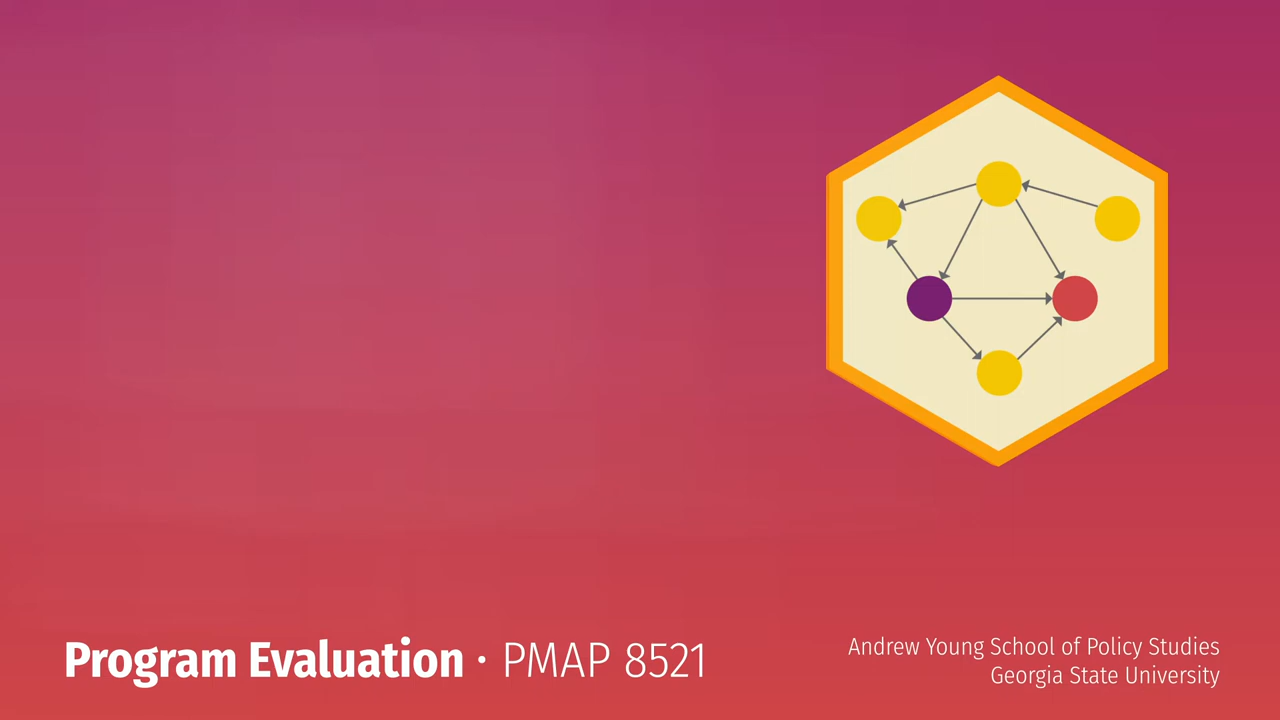 Program Evaluation · PMAP 8521
Andrew Young School of Policy Studies
Georgia State University